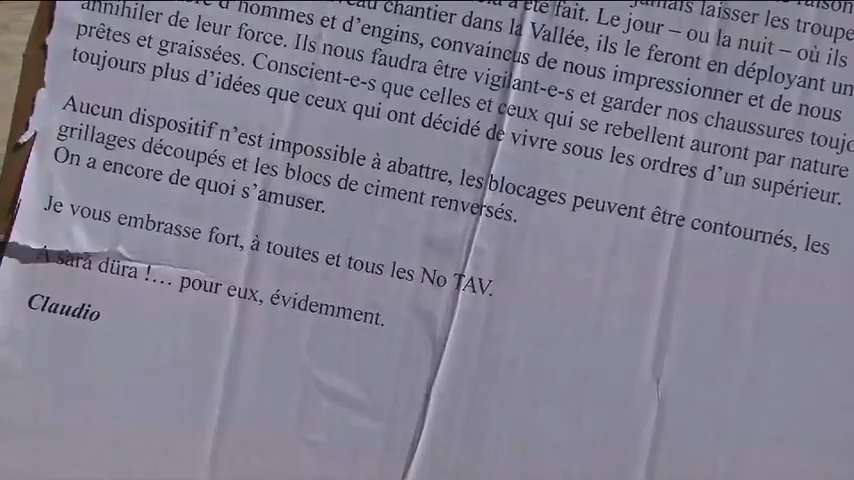 jamais laisser les troupe
chantier dans la Vallée, ils le feront en déployant un
été fait. Le jour – ou la nuit – où ils
d'hommes et d'engins, convaincus de nous impressionner et de nous
annihiler de leur force. Ils nous faudra être vigilant-e-s et garder nos chaussures toujo
prêtes et graissées. Conscient-e-s que celles et ceux qui se rebellent auront par nature
toujours plus d'idées que ceux qui ont décidé de vivre sous les ordres d'un supérieur.
Aucun dispositif n'est impossible à abattre, les blocages peuvent être contournés, les
grillages découpés et les blocs de ciment renversés.
On a encore de quoi s'amuser.
Je vous embrasse fort, à toutes et tous les No TAV.
A sarà düra !… pour eux, évidemment.
Claudio